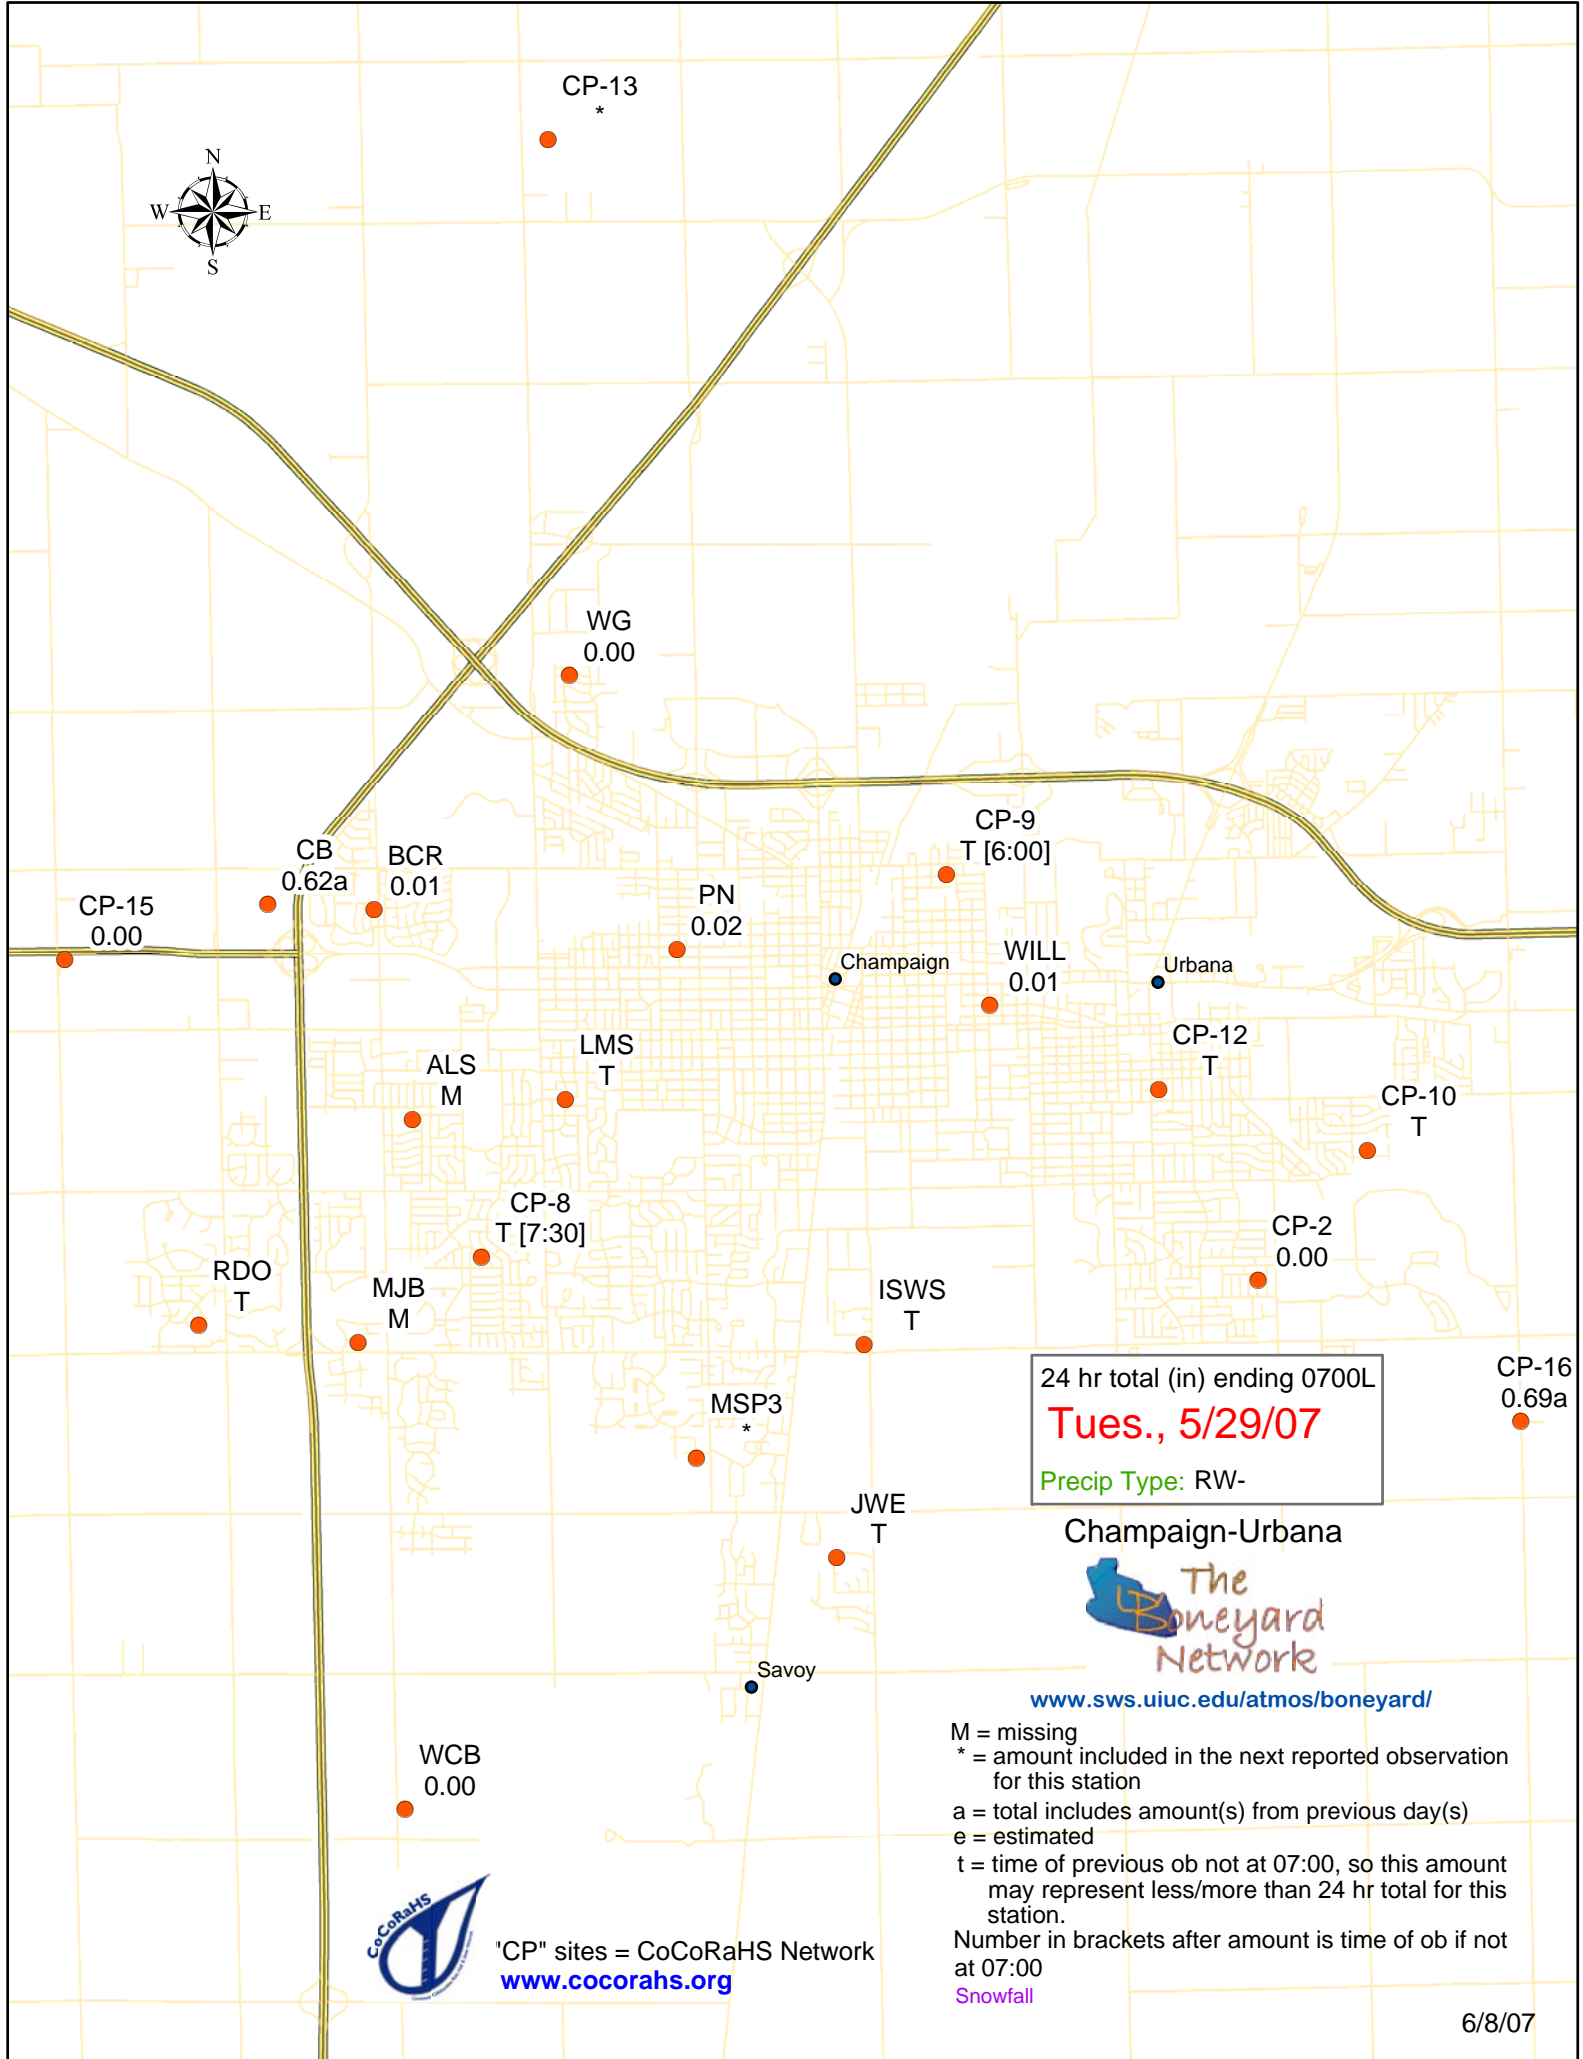 CP-13
*
N
W E
S
WG
0.00
CP-9
T [6:00]
CB
0.62a
BCR
0.01
CP-15
0.00
PN
0.02
Champaign
WILL
0.01
Urbana
CP-12
T
LMS
T
ALS
M
CP-10
T
CP-8
T [7:30]
CP-2
0.00
RDO
T
MJB
M
ISWS
T
CP-16
0.69a
MSP3
*
24 hr total (in) ending 0700L
Tues., 5/29/07
Precip Type: RW-
JWE
T
Champaign-Urbana
The
Boneyard
Network
Savoy
www.sws.uiuc.edu/atmos/boneyard/
WCB
0.00
M = missing
* = amount included in the next reported observation
for this station
a = total includes amount(s) from previous day(s)
e = estimated
t = time of previous ob not at 07:00, so this amount
may represent less/more than 24 hr total for this
station.
Number in brackets after amount is time of ob if not
at 07:00
Snowfall
CoCoRaHS
"CP" sites = CoCoRaHS Network
www.cocorahs.org
6/8/07